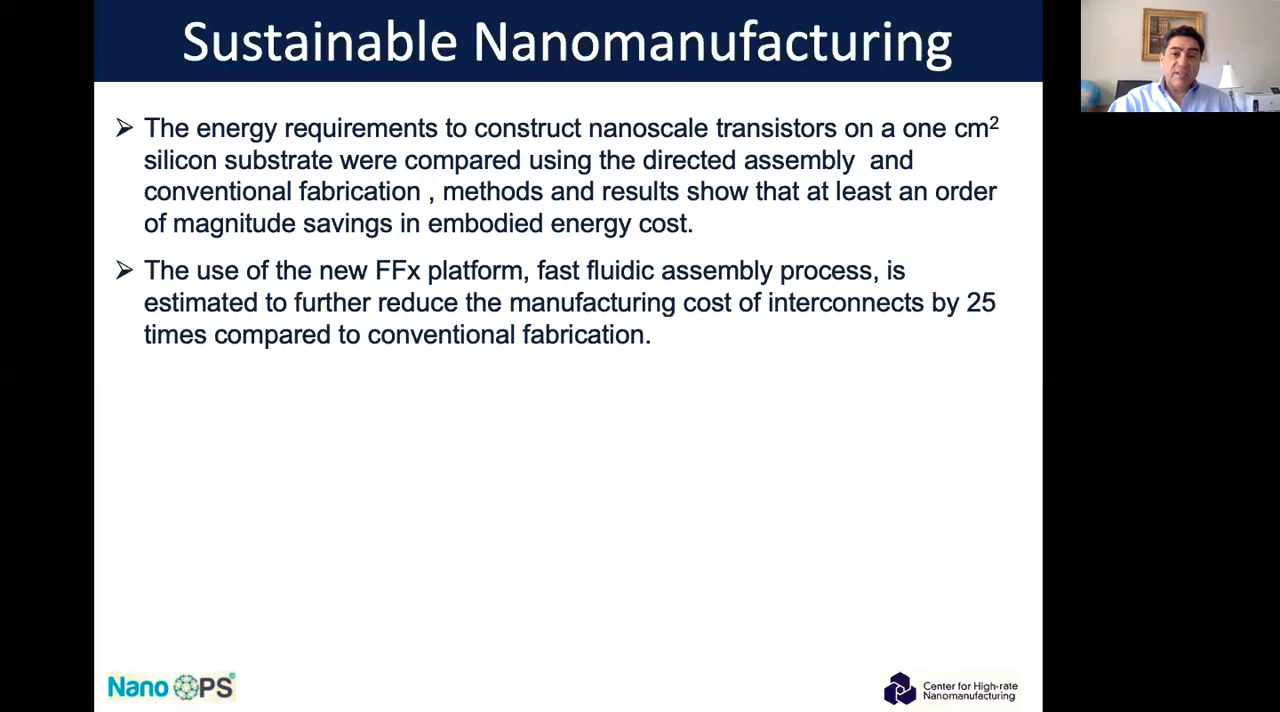 Sustainable Nanomanufacturing
➢ The energy requirements to construct nanoscale transistors on a one cm²
silicon substrate were compared using the directed assembly and
conventional fabrication , methods and results show that at least an order
of magnitude savings in embodied energy cost.
➢ The use of the new FFx platform, fast fluidic assembly process, is
estimated to further reduce the manufacturing cost of interconnects by 25
times compared to conventional fabrication.
Nano OPS
Center for High-rate
Nanomanufacturing